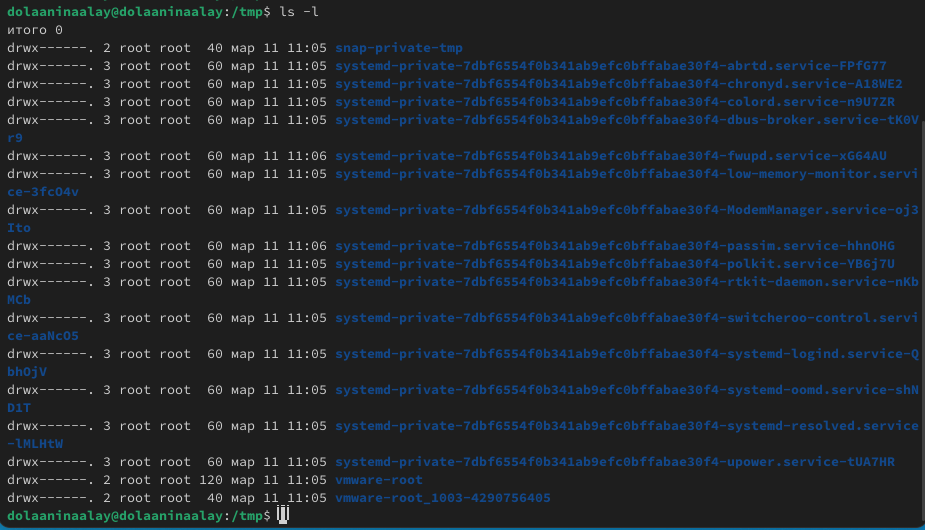 dolaaninaalay@dolaaninaalay:/tmp$ ls -l
итого 0
drwx------. 2 root root  40 мар 11 11:05 snap-private-tmp
drwx------. 3 root root  60 мар 11 11:05 systemd-private-7dbf6554f0b341ab9efc0bffabae30f4-abrtd.service-FPfG77
drwx------. 3 root root  60 мар 11 11:05 systemd-private-7dbf6554f0b341ab9efc0bffabae30f4-chronyd.service-A18WE2
drwx------. 3 root root  60 мар 11 11:05 systemd-private-7dbf6554f0b341ab9efc0bffabae30f4-colord.service-n9U7ZR
drwx------. 3 root root  60 мар 11 11:05 systemd-private-7dbf6554f0b341ab9efc0bffabae30f4-dbus-broker.service-tK0V
r9
drwx------. 3 root root  60 мар 11 11:06 systemd-private-7dbf6554f0b341ab9efc0bffabae30f4-fwupd.service-xG64AU
drwx------. 3 root root  60 мар 11 11:05 systemd-private-7dbf6554f0b341ab9efc0bffabae30f4-low-memory-monitor.servi
ce-3fcO4v
drwx------. 3 root root  60 мар 11 11:05 systemd-private-7dbf6554f0b341ab9efc0bffabae30f4-ModemManager.service-oj3
Ito
drwx------. 3 root root  60 мар 11 11:06 systemd-private-7dbf6554f0b341ab9efc0bffabae30f4-passim.service-hhnOHG
drwx------. 3 root root  60 мар 11 11:05 systemd-private-7dbf6554f0b341ab9efc0bffabae30f4-polkit.service-YB6j7U
drwx------. 3 root root  60 мар 11 11:05 systemd-private-7dbf6554f0b341ab9efc0bffabae30f4-rtkit-daemon.service-nKb
MCb
drwx------. 3 root root  60 мар 11 11:05 systemd-private-7dbf6554f0b341ab9efc0bffabae30f4-switcheroo-control.servi
ce-aaNcO5
drwx------. 3 root root  60 мар 11 11:05 systemd-private-7dbf6554f0b341ab9efc0bffabae30f4-systemd-logind.service-Q
bhOjV
drwx------. 3 root root  60 мар 11 11:05 systemd-private-7dbf6554f0b341ab9efc0bffabae30f4-systemd-oomd.service-shN
D1T
drwx------. 3 root root  60 мар 11 11:05 systemd-private-7dbf6554f0b341ab9efc0bffabae30f4-systemd-resolved.service
-lMLHtW
drwx------. 3 root root  60 мар 11 11:05 systemd-private-7dbf6554f0b341ab9efc0bffabae30f4-upower.service-tUA7HR
drwx------. 2 root root 120 мар 11 11:05 vmware-root
drwx------. 2 root root  40 мар 11 11:05 vmware-root_1003-4290756405
dolaaninaalay@dolaaninaalay:/tmp$